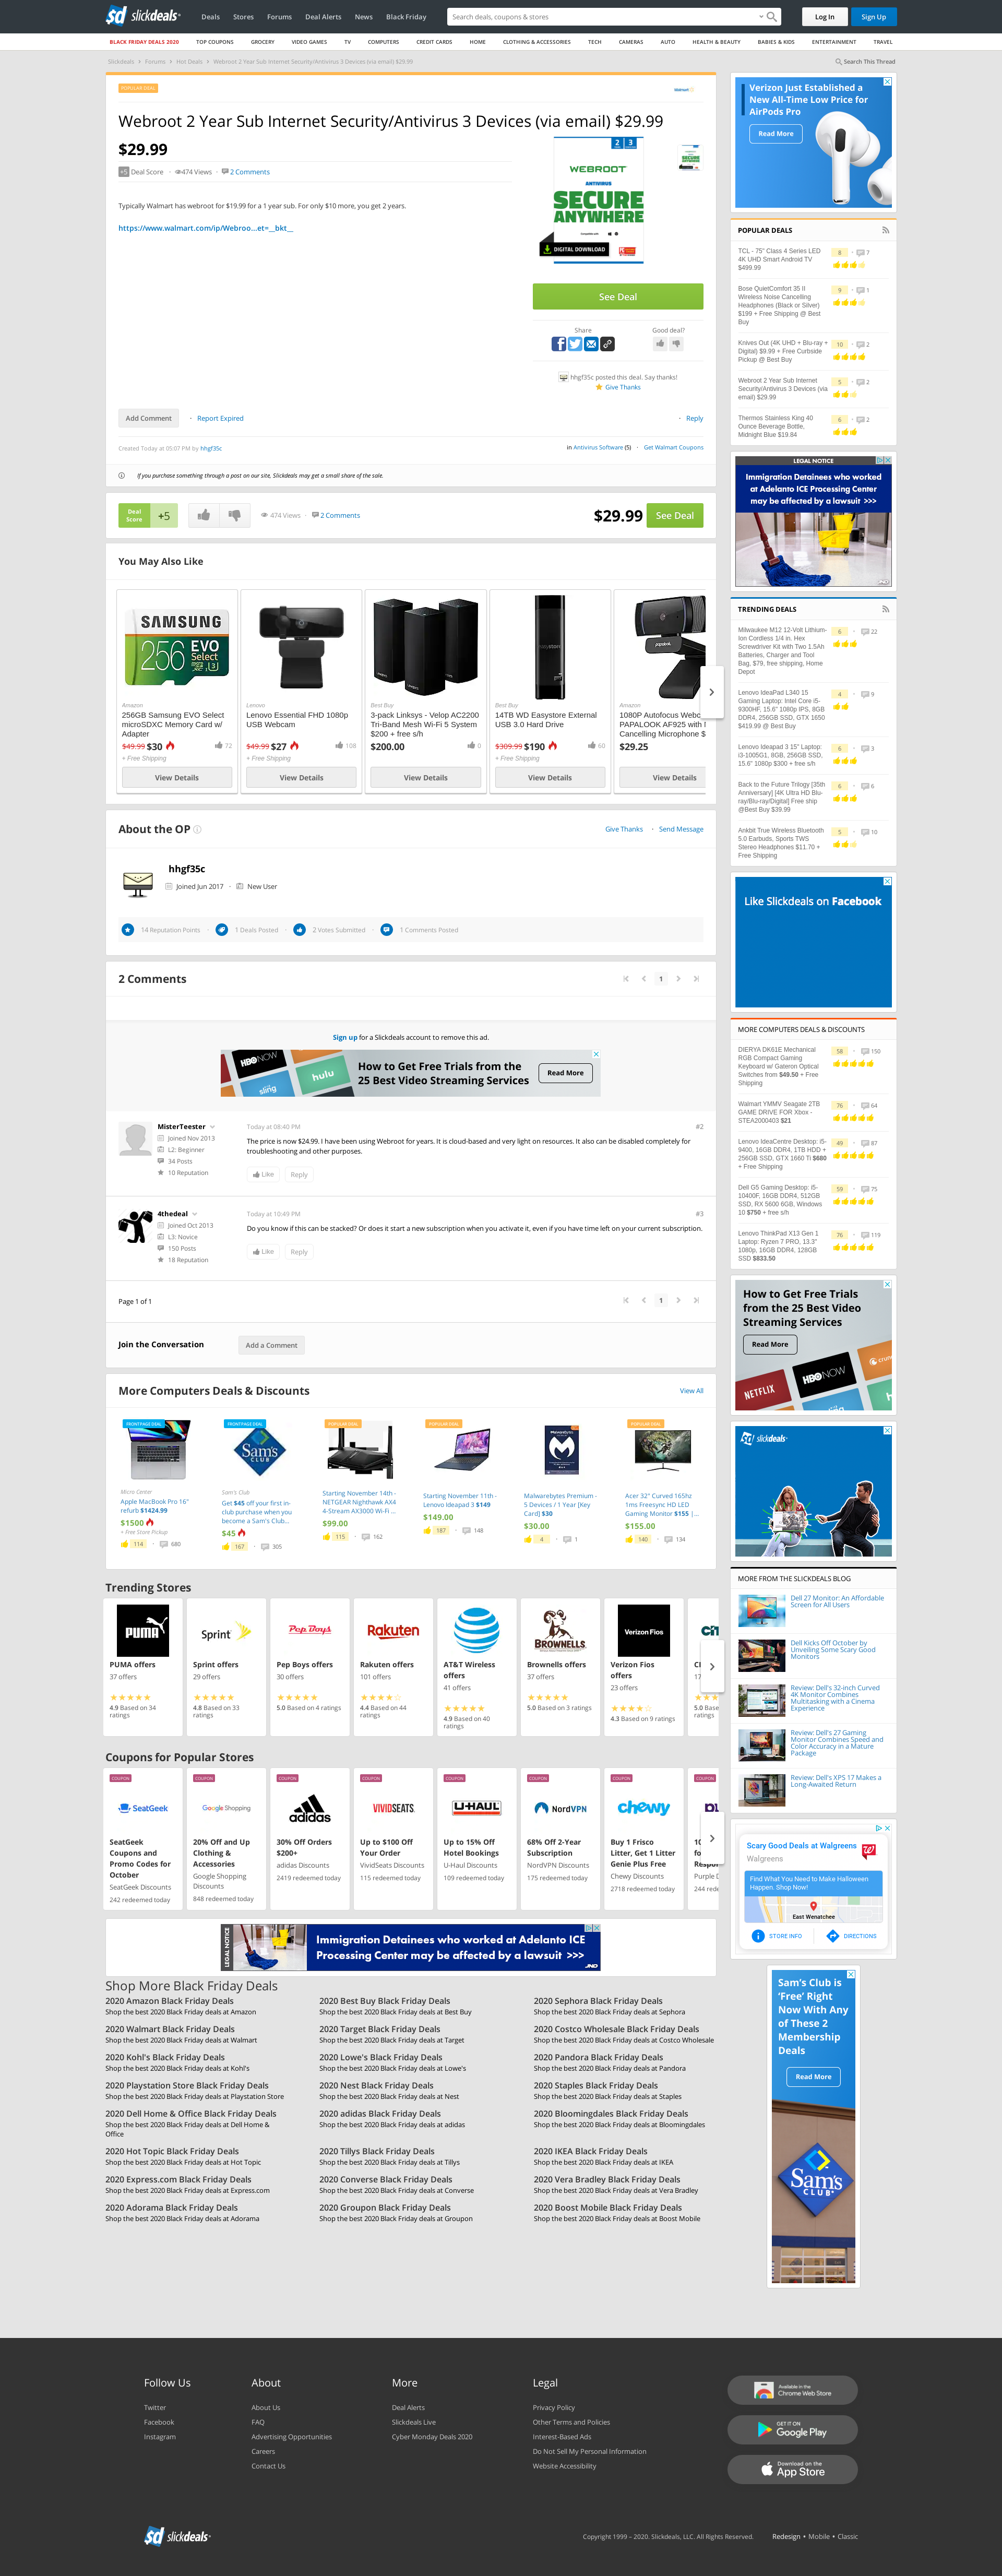 slickdeals
Deals
Stores
Forums
Deal Alerts
News
Black Friday
Search deals, coupons & stores
Log In
Sign Up
BLACK FRIDAY DEALS 2020
TOP COUPONS
GROCERY
VIDEO GAMES
TV
COMPUTERS
CREDIT CARDS
HOME
CLOTHING & ACCESSORIES
TECH
CAMERAS
AUTO
HEALTH & BEAUTY
BABIES & KIDS
ENTERTAINMENT
TRAVEL
Slickdeals
Forums
Hot Deals
Webroot 2 Year Sub Internet Security/Antivirus 3 Devices (via email) $29.99
Search This Thread
POPULAR DEAL
Walmart
Webroot 2 Year Sub Internet Security/Antivirus 3 Devices (via email) $29.99
$29.99
+5 Deal Score
474 Views
2 Comments
Typically Walmart has webroot for $19.99 for a 1 year sub. For only $10 more, you get 2 years.
https://www.walmart.com/ip/Webroo...et=__bkt__
2 3
WEBROOT
ANTIVIRUS
SECURE
ANYWHERE
DIGITAL DOWNLOAD
See Deal
Share
Good deal?
hhgf35c posted this deal. Say thanks!
Give Thanks
Add Comment
Report Expired
Reply
Created Today at 05:07 PM by hhgf35c
in Antivirus Software (5)
Get Walmart Coupons
If you purchase something through a post on our site, Slickdeals may get a small share of the sale.
Deal Score
+5
474 Views
2 Comments
$29.99
See Deal
You May Also Like
SAMSUNG
256 EVO Select
Amazon
256GB Samsung EVO Select microSDXC Memory Card w/ Adapter
$49.99 $30
72
+ Free Shipping
View Details
Lenovo
Lenovo Essential FHD 1080p USB Webcam
$49.99 $27
108
+ Free Shipping
View Details
Best Buy
3-pack Linksys - Velop AC2200 Tri-Band Mesh Wi-Fi 5 System $200 + free s/h
$200.00
0
View Details
Best Buy
14TB WD Easystore External USB 3.0 Hard Drive
$309.99 $190
60
+ Free Shipping
View Details
Amazon
1080P Autofocus Webc
PAPALOOK AF925 with
Cancelling Microphone $
$29.25
View Details
About the OP
Give Thanks
Send Message
hhgf35c
Joined Jun 2017
New User
14 Reputation Points
1 Deals Posted
2 Votes Submitted
1 Comments Posted
2 Comments
1
Sign up for a Slickdeals account to remove this ad.
HBO NOW
hulu
sling
How to Get Free Trials from the 25 Best Video Streaming Services
Read More
MisterTeester
Joined Nov 2013
L2: Beginner
34 Posts
10 Reputation
Today at 08:40 PM
#2
The price is now $24.99. I have been using Webroot for years. It is cloud-based and very light on resources. It also can be disabled completely for troubleshooting and other purposes.
Like
Reply
4thedeal
Joined Oct 2013
L3: Novice
150 Posts
18 Reputation
Today at 10:49 PM
#3
Do you know if this can be stacked? Or does it start a new subscription when you activate it, even if you have time left on your current subscription.
Like
Reply
Page 1 of 1
1
Join the Conversation
Add a Comment
More Computers Deals & Discounts
View All
FRONTPAGE DEAL
Micro Center
Apple MacBook Pro 16" refurb $1424.99
$1500
+ Free Store Pickup
114
680
FRONTPAGE DEAL
Sam's CLUB
Sam's Club
Get $45 off your first in-club purchase when you become a Sam's Club...
$45
167
305
POPULAR DEAL
Starting November 14th - NETGEAR Nighthawk AX4 4-Stream AX3000 Wi-Fi ...
$99.00
115
162
POPULAR DEAL
Starting November 11th - Lenovo Ideapad 3 $149
$149.00
187
148
Malwarebytes Premium - 5 Devices / 1 Year [Key Card] $30
$30.00
4
1
POPULAR DEAL
Acer 32" Curved 165hz 1ms Freesync HD LED Gaming Monitor $155 |...
$155.00
140
134
Trending Stores
PUMA
PUMA offers
37 offers
4.9 Based on 34 ratings
Sprint
Sprint offers
29 offers
4.8 Based on 33 ratings
Pep Boys
Pep Boys offers
30 offers
5.0 Based on 4 ratings
Rakuten
Rakuten offers
101 offers
4.4 Based on 44 ratings
AT&T Wireless offers
41 offers
4.9 Based on 40 ratings
BROWNELLS
Brownells offers
37 offers
5.0 Based on 3 ratings
Verizon Fios
Verizon Fios offers
23 offers
4.3 Based on 9 ratings
5.0 Base
ratings
Coupons for Popular Stores
COUPON
SeatGeek
SeatGeek Coupons and Promo Codes for October
SeatGeek Discounts
242 redeemed today
COUPON
Google Shopping
20% Off and Up Clothing & Accessories
Google Shopping Discounts
848 redeemed today
COUPON
adidas
30% Off Orders $200+
adidas Discounts
2419 redeemed today
COUPON
VIVID SEATS
Up to $100 Off Your Order
VividSeats Discounts
115 redeemed today
COUPON
U-HAUL
Up to 15% Off Hotel Bookings
U-Haul Discounts
109 redeemed today
COUPON
NordVPN
68% Off 2-Year Subscription
NordVPN Discounts
175 redeemed today
COUPON
chewy
Buy 1 Frisco Litter, Get 1 Litter Genie Plus Free
Chewy Discounts
2718 redeemed today
COUPON
Purple D
244 rede
LEGAL NOTICE
Immigration Detainees who worked at Adelanto ICE Processing Center may be affected by a lawsuit >>>
JND
Shop More Black Friday Deals
2020 Amazon Black Friday Deals
Shop the best 2020 Black Friday deals at Amazon
2020 Best Buy Black Friday Deals
Shop the best 2020 Black Friday deals at Best Buy
2020 Sephora Black Friday Deals
Shop the best 2020 Black Friday deals at Sephora
2020 Walmart Black Friday Deals
Shop the best 2020 Black Friday deals at Walmart
2020 Target Black Friday Deals
Shop the best 2020 Black Friday deals at Target
2020 Costco Wholesale Black Friday Deals
Shop the best 2020 Black Friday deals at Costco Wholesale
2020 Kohl's Black Friday Deals
Shop the best 2020 Black Friday deals at Kohl's
2020 Lowe's Black Friday Deals
Shop the best 2020 Black Friday deals at Lowe's
2020 Pandora Black Friday Deals
Shop the best 2020 Black Friday deals at Pandora
2020 Playstation Store Black Friday Deals
Shop the best 2020 Black Friday deals at Playstation Store
2020 Nest Black Friday Deals
Shop the best 2020 Black Friday deals at Nest
2020 Staples Black Friday Deals
Shop the best 2020 Black Friday deals at Staples
2020 Dell Home & Office Black Friday Deals
Shop the best 2020 Black Friday deals at Dell Home & Office
2020 adidas Black Friday Deals
Shop the best 2020 Black Friday deals at adidas
2020 Bloomingdales Black Friday Deals
Shop the best 2020 Black Friday deals at Bloomingdales
2020 Hot Topic Black Friday Deals
Shop the best 2020 Black Friday deals at Hot Topic
2020 Tillys Black Friday Deals
Shop the best 2020 Black Friday deals at Tillys
2020 IKEA Black Friday Deals
Shop the best 2020 Black Friday deals at IKEA
2020 Express.com Black Friday Deals
Shop the best 2020 Black Friday deals at Express.com
2020 Converse Black Friday Deals
Shop the best 2020 Black Friday deals at Converse
2020 Vera Bradley Black Friday Deals
Shop the best 2020 Black Friday deals at Vera Bradley
2020 Adorama Black Friday Deals
Shop the best 2020 Black Friday deals at Adorama
2020 Groupon Black Friday Deals
Shop the best 2020 Black Friday deals at Groupon
2020 Boost Mobile Black Friday Deals
Shop the best 2020 Black Friday deals at Boost Mobile
Verizon Just Established a New All-Time Low Price for AirPods Pro
Read More
POPULAR DEALS
TCL - 75" Class 4 Series LED 4K UHD Smart Android TV $499.99
8
7
Bose QuietComfort 35 II Wireless Noise Cancelling Headphones (Black or Silver) $199 + Free Shipping @ Best Buy
9
1
Knives Out (4K UHD + Blu-ray + Digital) $9.99 + Free Curbside Pickup @ Best Buy
10
2
Webroot 2 Year Sub Internet Security/Antivirus 3 Devices (via email) $29.99
5
2
Thermos Stainless King 40 Ounce Beverage Bottle, Midnight Blue $19.84
6
2
LEGAL NOTICE
Immigration Detainees who worked at Adelanto ICE Processing Center may be affected by a lawsuit >>>
JND
TRENDING DEALS
Milwaukee M12 12-Volt Lithium-Ion Cordless 1/4 in. Hex Screwdriver Kit with Two 1.5Ah Batteries, Charger and Tool Bag, $79, free shipping, Home Depot
6
22
Lenovo IdeaPad L340 15 Gaming Laptop: Intel Core i5-9300HF, 15.6" 1080p IPS, 8GB DDR4, 256GB SSD, GTX 1650 $419.99 @ Best Buy
4
9
Lenovo Ideapad 3 15" Laptop: i3-1005G1, 8GB, 256GB SSD, 15.6" 1080p $300 + free s/h
6
3
Back to the Future Trilogy [35th Anniversary] [4K Ultra HD Blu-ray/Blu-ray/Digital] Free ship @Best Buy $39.99
6
6
Ankbit True Wireless Bluetooth 5.0 Earbuds, Sports TWS Stereo Headphones $11.70 + Free Shipping
5
10
Like Slickdeals on Facebook
MORE COMPUTERS DEALS & DISCOUNTS
DIERYA DK61E Mechanical RGB Compact Gaming Keyboard w/ Gateron Optical Switches from $49.50 + Free Shipping
58
150
Walmart YMMV Seagate 2TB GAME DRIVE FOR Xbox - STEA2000403 $21
76
64
Lenovo IdeaCentre Desktop: i5-9400, 16GB DDR4, 1TB HDD + 256GB SSD, GTX 1660 Ti $680 + Free Shipping
49
87
Dell G5 Gaming Desktop: i5-10400F, 16GB DDR4, 512GB SSD, RX 5600 6GB, Windows 10 $750 + free s/h
59
75
Lenovo ThinkPad X13 Gen 1 Laptop: Ryzen 7 PRO, 13.3" 1080p, 16GB DDR4, 128GB SSD $833.50
76
119
How to Get Free Trials from the 25 Best Video Streaming Services
Read More
NETFLIX
HBO NOW
crunchyroll
slickdeals
MORE FROM THE SLICKDEALS BLOG
Dell 27 Monitor: An Affordable Screen for All Users
Dell Kicks Off October by Unveiling Some Scary Good Monitors
Review: Dell's 32-inch Curved 4K Monitor Combines Multitasking with a Cinema Experience
Review: Dell's 27 Gaming Monitor Combines Speed and Color Accuracy in a Mature Package
Review: Dell's XPS 17 Makes a Long-Awaited Return
Scary Good Deals at Walgreens
Walgreens
Find What You Need to Make Halloween Happen. Shop Now!
East Wenatchee
STORE INFO
DIRECTIONS
Sam's Club is 'Free' Right Now With Any of These 2 Membership Deals
Read More
Sam's CLUB
Follow Us
Twitter
Facebook
Instagram
About
About Us
FAQ
Advertising Opportunities
Careers
Contact Us
More
Deal Alerts
Slickdeals Live
Cyber Monday Deals 2020
Legal
Privacy Policy
Other Terms and Policies
Interest-Based Ads
Do Not Sell My Personal Information
Website Accessibility
Available in the Chrome Web Store
GET IT ON Google Play
Download on the App Store
slickdeals
Copyright 1999 – 2020. Slickdeals, LLC. All Rights Reserved.
Redesign • Mobile • Classic